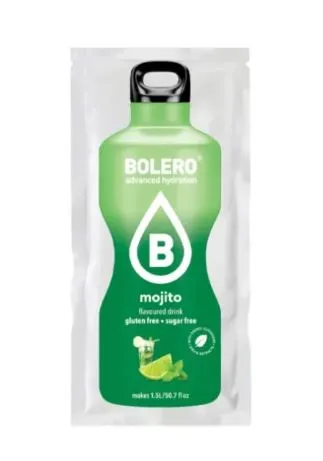 BOLERO®
advanced hydration
B
mojito
flavoured drink
gluten free • sugar free
makes 1.5L/50.7 fl oz